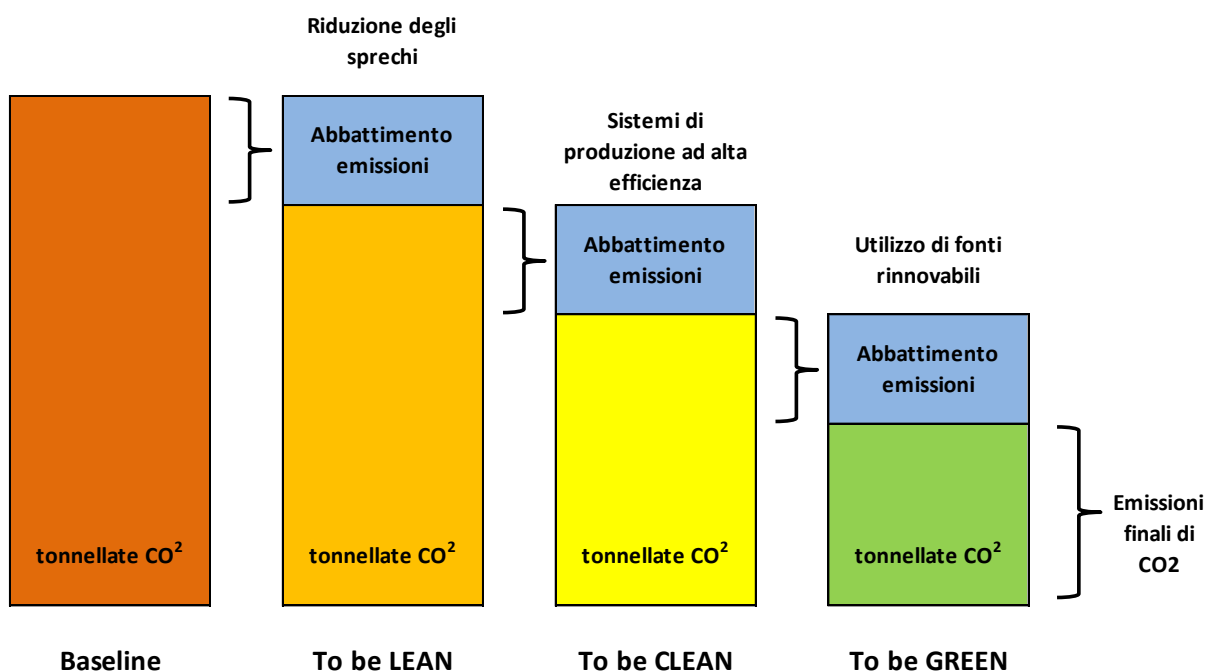 Riduzione degli
sprechi
Abbattimento
emissioni
Sistemi di
produzione ad alta
efficienza
Abbattimento
emissioni
Utilizzo di fonti
rinnovabili
Abbattimento
emissioni
tonnellate CO²
tonnellate CO²
tonnellate CO²
tonnellate CO²
Emissioni
finali di
CO2
Baseline
To be LEAN
To be CLEAN
To be GREEN